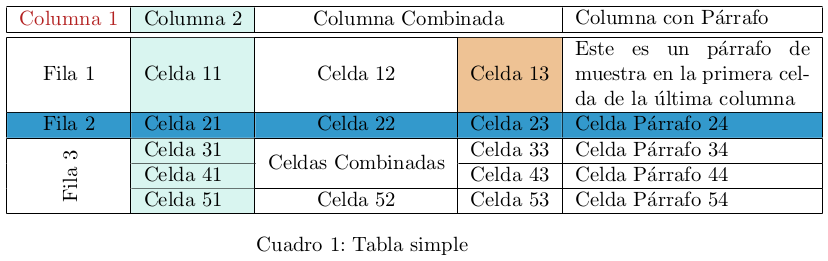 Columna 1 Columna 2 Columna Combinada Columna con Párrafo
Fila 1 Celda 11 Celda 12 Celda 13 Este es un párrafo de
muestra en la primera cel-
da de la última columna
Fila 2 Celda 21 Celda 22 Celda 23 Celda Párrafo 24
Fila 3 Celda 31 Celdas Combinadas Celda 33 Celda Párrafo 34
Celda 41 Celda 43 Celda Párrafo 44
Celda 51 Celda 52 Celda 53 Celda Párrafo 54
Cuadro 1: Tabla simple